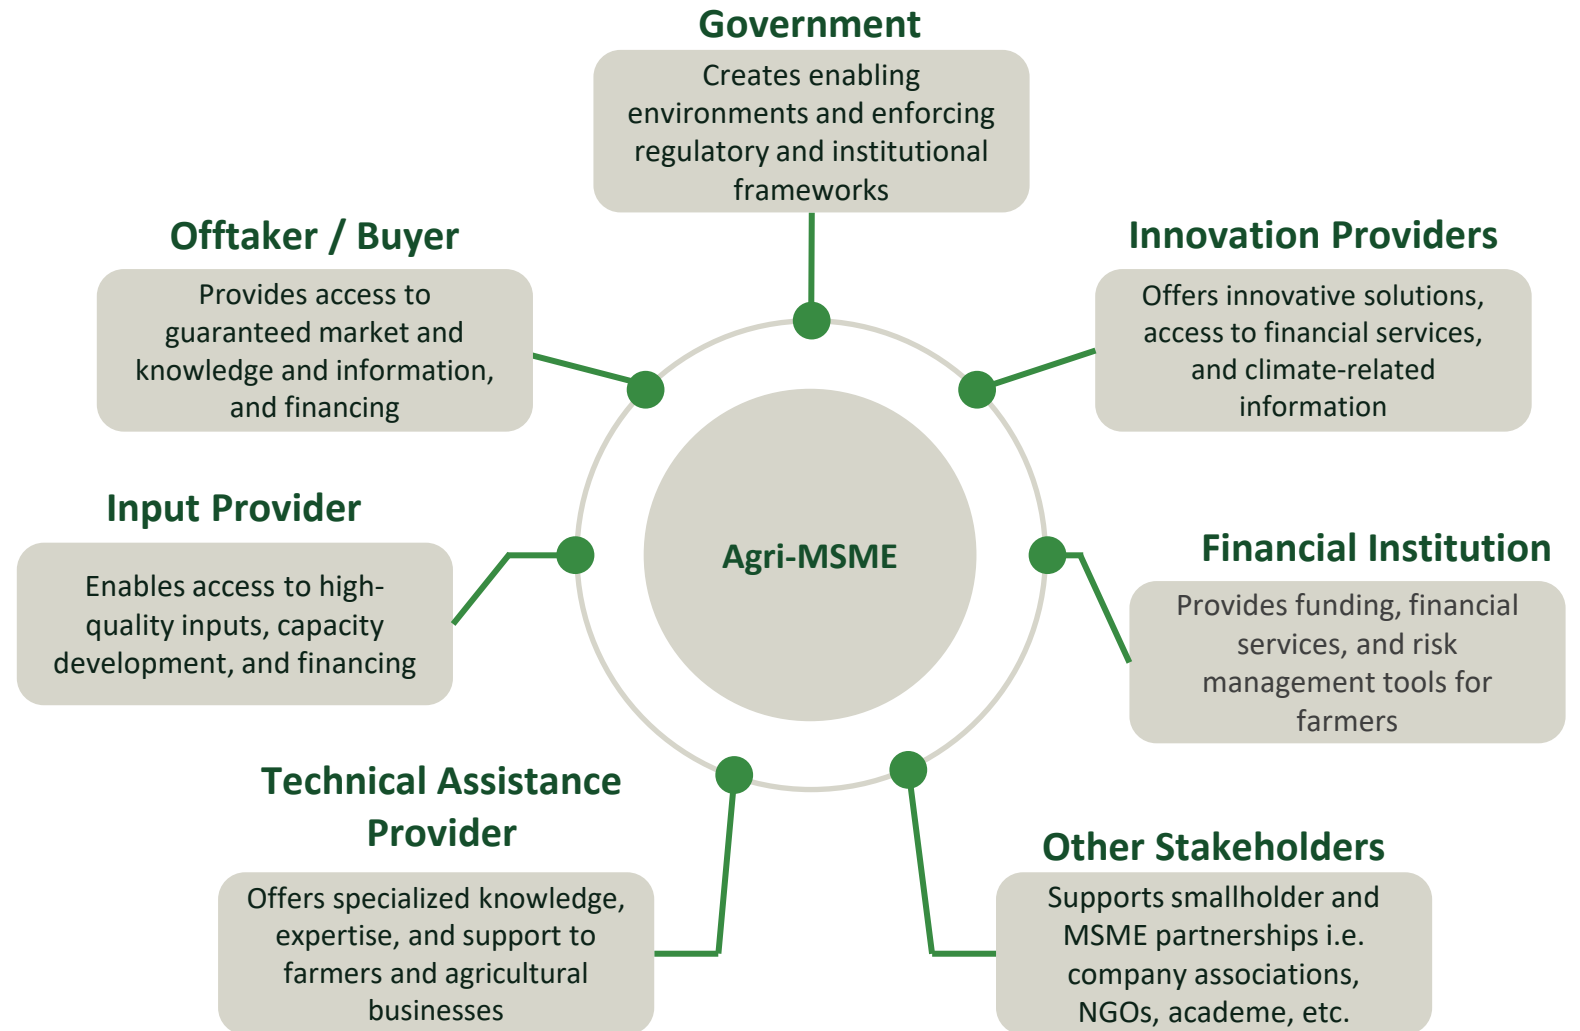 Government
Creates enabling
environments and enforcing
regulatory and institutional
frameworks
Offtaker / Buyer
Provides access to
guaranteed market and
knowledge and information,
and financing
Innovation Providers
Offers innovative solutions,
access to financial services,
and climate-related
information
Input Provider
Enables access to high-
quality inputs, capacity
development, and financing
Agri-MSME
Financial Institution
Provides funding, financial
services, and risk
management tools for
farmers
Technical Assistance
Provider
Offers specialized knowledge,
expertise, and support to
farmers and agricultural
businesses
Other Stakeholders
Supports smallholder and
MSME partnerships i.e.
company associations,
NGOs, academe, etc.